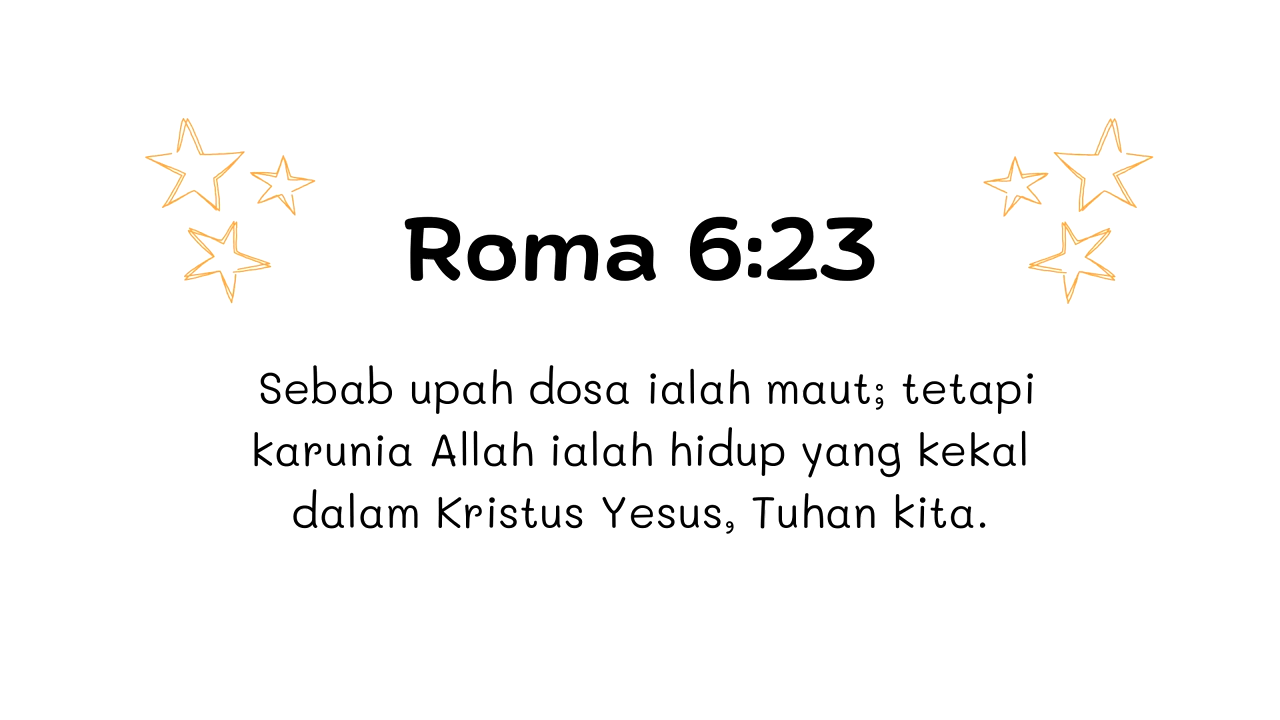 Roma 6:23
Sebab upah dosa ialah maut; tetapi
karunia Allah ialah hidup yang kekal
dalam Kristus Yesus, Tuhan kita.